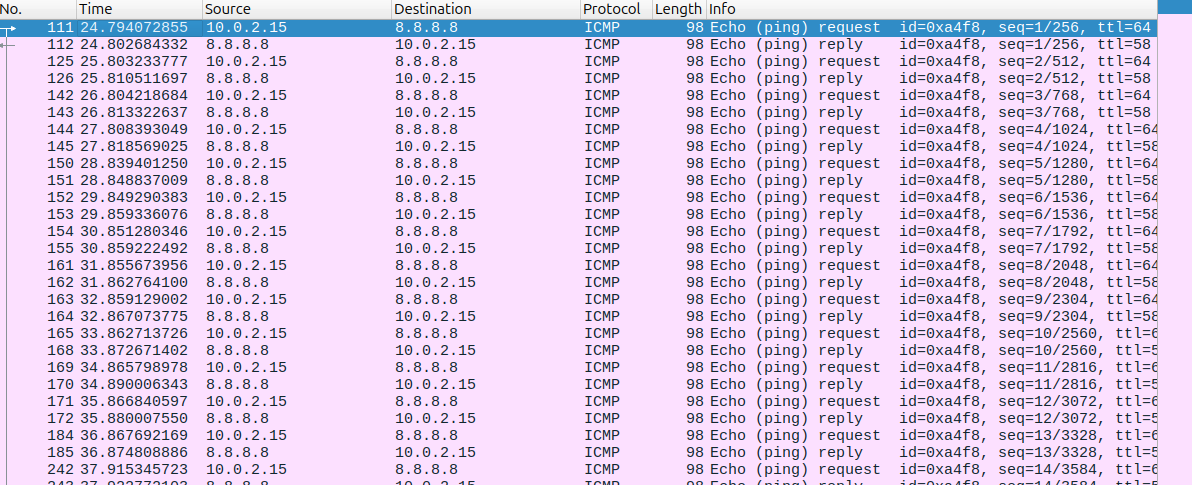 No. Time Source Destination Protocol Length Info
111 24.794072855 10.0.2.15 8.8.8.8 ICMP 98 Echo (ping) request id=0xa4f8, seq=1/256, ttl=64
112 24.802684332 8.8.8.8 10.0.2.15 ICMP 98 Echo (ping) reply id=0xa4f8, seq=1/256, ttl=58
125 25.803233777 10.0.2.15 8.8.8.8 ICMP 98 Echo (ping) request id=0xa4f8, seq=2/512, ttl=64
126 25.810511697 8.8.8.8 10.0.2.15 ICMP 98 Echo (ping) reply id=0xa4f8, seq=2/512, ttl=58
142 26.804218684 10.0.2.15 8.8.8.8 ICMP 98 Echo (ping) request id=0xa4f8, seq=3/768, ttl=64
143 26.813322637 8.8.8.8 10.0.2.15 ICMP 98 Echo (ping) reply id=0xa4f8, seq=3/768, ttl=58
144 27.808393049 10.0.2.15 8.8.8.8 ICMP 98 Echo (ping) request id=0xa4f8, seq=4/1024, ttl=64
145 27.818569025 8.8.8.8 10.0.2.15 ICMP 98 Echo (ping) reply id=0xa4f8, seq=4/1024, ttl=58
150 28.839401250 10.0.2.15 8.8.8.8 ICMP 98 Echo (ping) request id=0xa4f8, seq=5/1280, ttl=64
151 28.848837009 8.8.8.8 10.0.2.15 ICMP 98 Echo (ping) reply id=0xa4f8, seq=5/1280, ttl=58
152 29.849290383 10.0.2.15 8.8.8.8 ICMP 98 Echo (ping) request id=0xa4f8, seq=6/1536, ttl=64
153 29.859336076 8.8.8.8 10.0.2.15 ICMP 98 Echo (ping) reply id=0xa4f8, seq=6/1536, ttl=58
154 30.851280346 10.0.2.15 8.8.8.8 ICMP 98 Echo (ping) request id=0xa4f8, seq=7/1792, ttl=64
155 30.859222492 8.8.8.8 10.0.2.15 ICMP 98 Echo (ping) reply id=0xa4f8, seq=7/1792, ttl=58
161 31.855673956 10.0.2.15 8.8.8.8 ICMP 98 Echo (ping) request id=0xa4f8, seq=8/2048, ttl=64
162 31.862764100 8.8.8.8 10.0.2.15 ICMP 98 Echo (ping) reply id=0xa4f8, seq=8/2048, ttl=58
163 32.859129002 10.0.2.15 8.8.8.8 ICMP 98 Echo (ping) request id=0xa4f8, seq=9/2304, ttl=64
164 32.867073775 8.8.8.8 10.0.2.15 ICMP 98 Echo (ping) reply id=0xa4f8, seq=9/2304, ttl=58
165 33.862713726 10.0.2.15 8.8.8.8 ICMP 98 Echo (ping) request id=0xa4f8, seq=10/2560, ttl=6
168 33.872671402 8.8.8.8 10.0.2.15 ICMP 98 Echo (ping) reply id=0xa4f8, seq=10/2560, ttl=5
169 34.865798978 10.0.2.15 8.8.8.8 ICMP 98 Echo (ping) request id=0xa4f8, seq=11/2816, ttl=6
170 34.890006343 8.8.8.8 10.0.2.15 ICMP 98 Echo (ping) reply id=0xa4f8, seq=11/2816, ttl=5
171 35.866840597 10.0.2.15 8.8.8.8 ICMP 98 Echo (ping) request id=0xa4f8, seq=12/3072, ttl=6
172 35.880007550 8.8.8.8 10.0.2.15 ICMP 98 Echo (ping) reply id=0xa4f8, seq=12/3072, ttl=5
184 36.867692169 10.0.2.15 8.8.8.8 ICMP 98 Echo (ping) request id=0xa4f8, seq=13/3328, ttl=6
185 36.874808886 8.8.8.8 10.0.2.15 ICMP 98 Echo (ping) reply id=0xa4f8, seq=13/3328, ttl=5
242 37.915345723 10.0.2.15 8.8.8.8 ICMP 98 Echo (ping) request id=0xa4f8, seq=14/3584, ttl=6
8.8.8.8 10.0.2.15 ICMP 98 Echo (ping) reply id=0xa4f8, seq=14/3584,